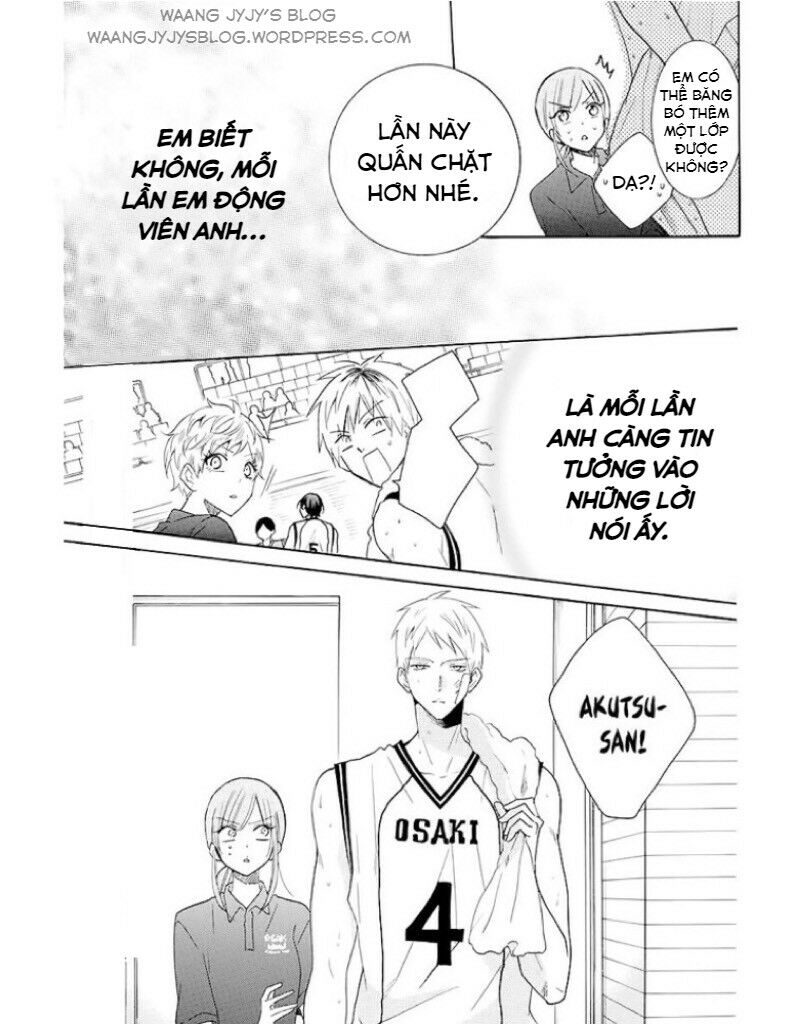 WAANG JYJY'S BLOG
WAANGJYJYSBLOG.WORDPRESS.COM
EM CÓ
THỂ BĂNG
BÓ THÊM
MỘT LỚP
ĐƯỢC
KHÔNG?
DẠ?!
LẦN NÀY
QUẤN CHẶT
HƠN NHÉ.
EM BIẾT
KHÔNG, MỖI
LẦN EM ĐỘNG
VIÊN ANH...
LÀ MỖI LẦN
ANH CÀNG TIN
TƯỞNG VÀO
NHỮNG LỜI
NÓI ẤY.
5
AKUTSU-
SAN!
OSAKI
4
OSAKI